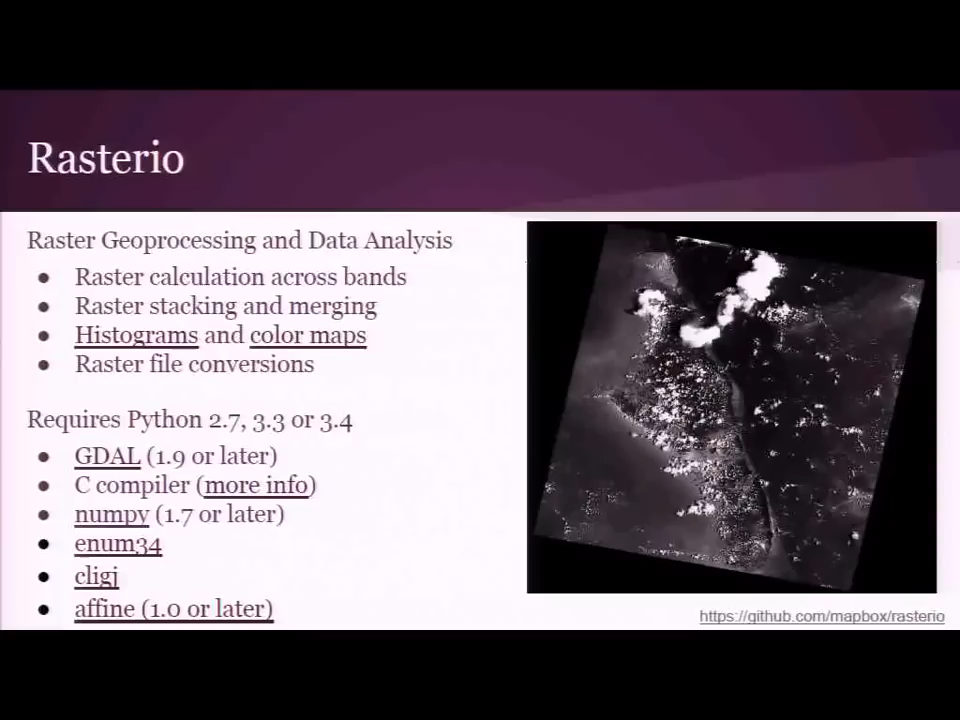 Rasterio
Raster Geoprocessing and Data Analysis
● Raster calculation across bands
● Raster stacking and merging
● Histograms and color maps
● Raster file conversions
Requires Python 2.7, 3.3 or 3.4
● GDAL (1.9 or later)
● C compiler (more info)
● numpy (1.7 or later)
● enum34
● cligj
● affine (1.0 or later)
https://github.com/mapbox/rasterio